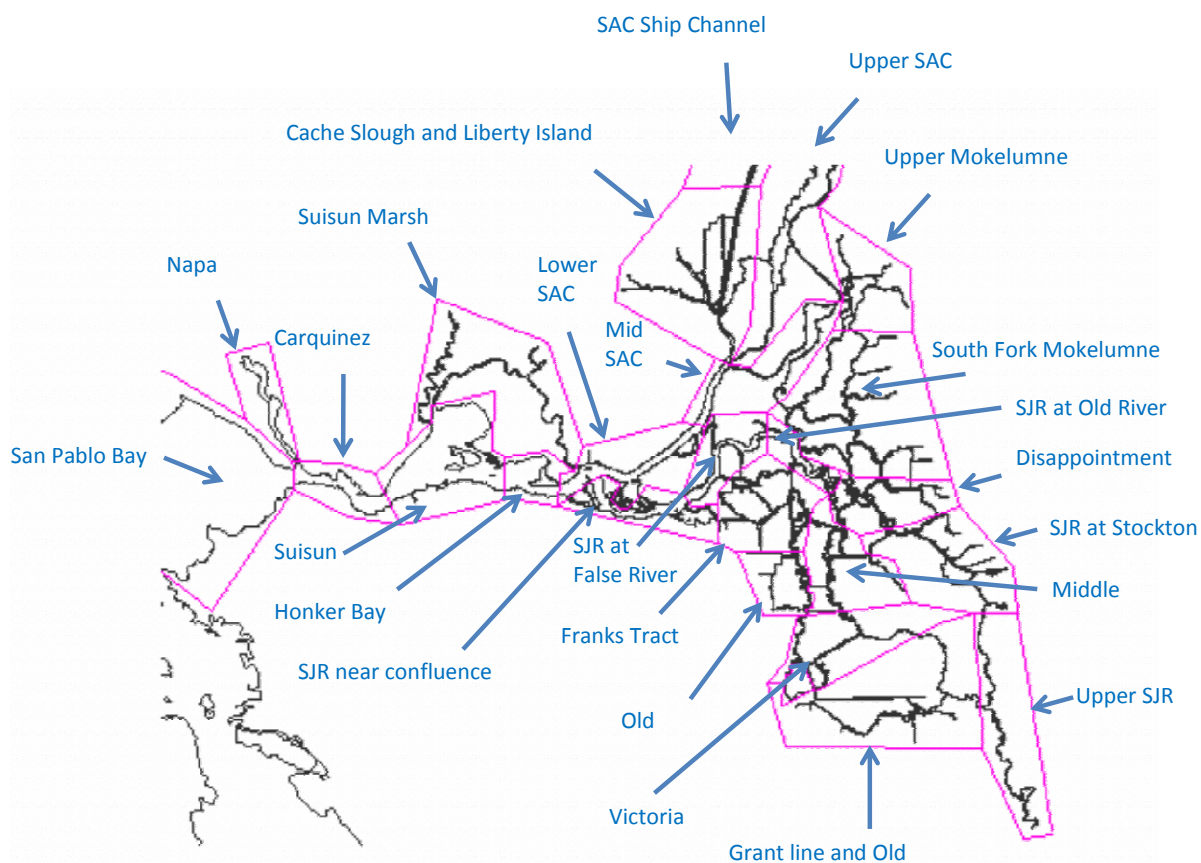 SAC Ship Channel
Upper SAC
Cache Slough and Liberty Island
Upper Mokelumne
Suisun Marsh
Napa
Lower
SAC
Carquinez
Mid
SAC
South Fork Mokelumne
SJR at Old River
San Pablo Bay
Disappointment
SJR at Stockton
Suisun
SJR at
False River
Middle
Honker Bay
Franks Tract
SJR near confluence
Upper SJR
Old
Victoria
Grant line and Old